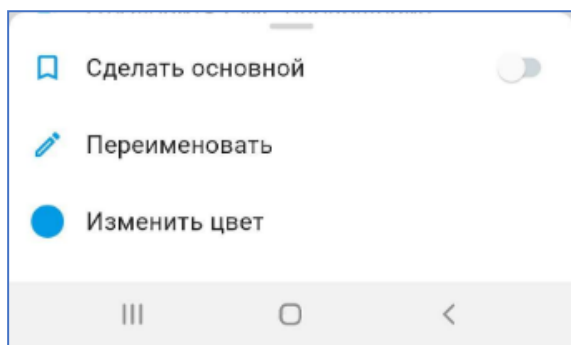 Сделать основной
Переименовать
Изменить цвет